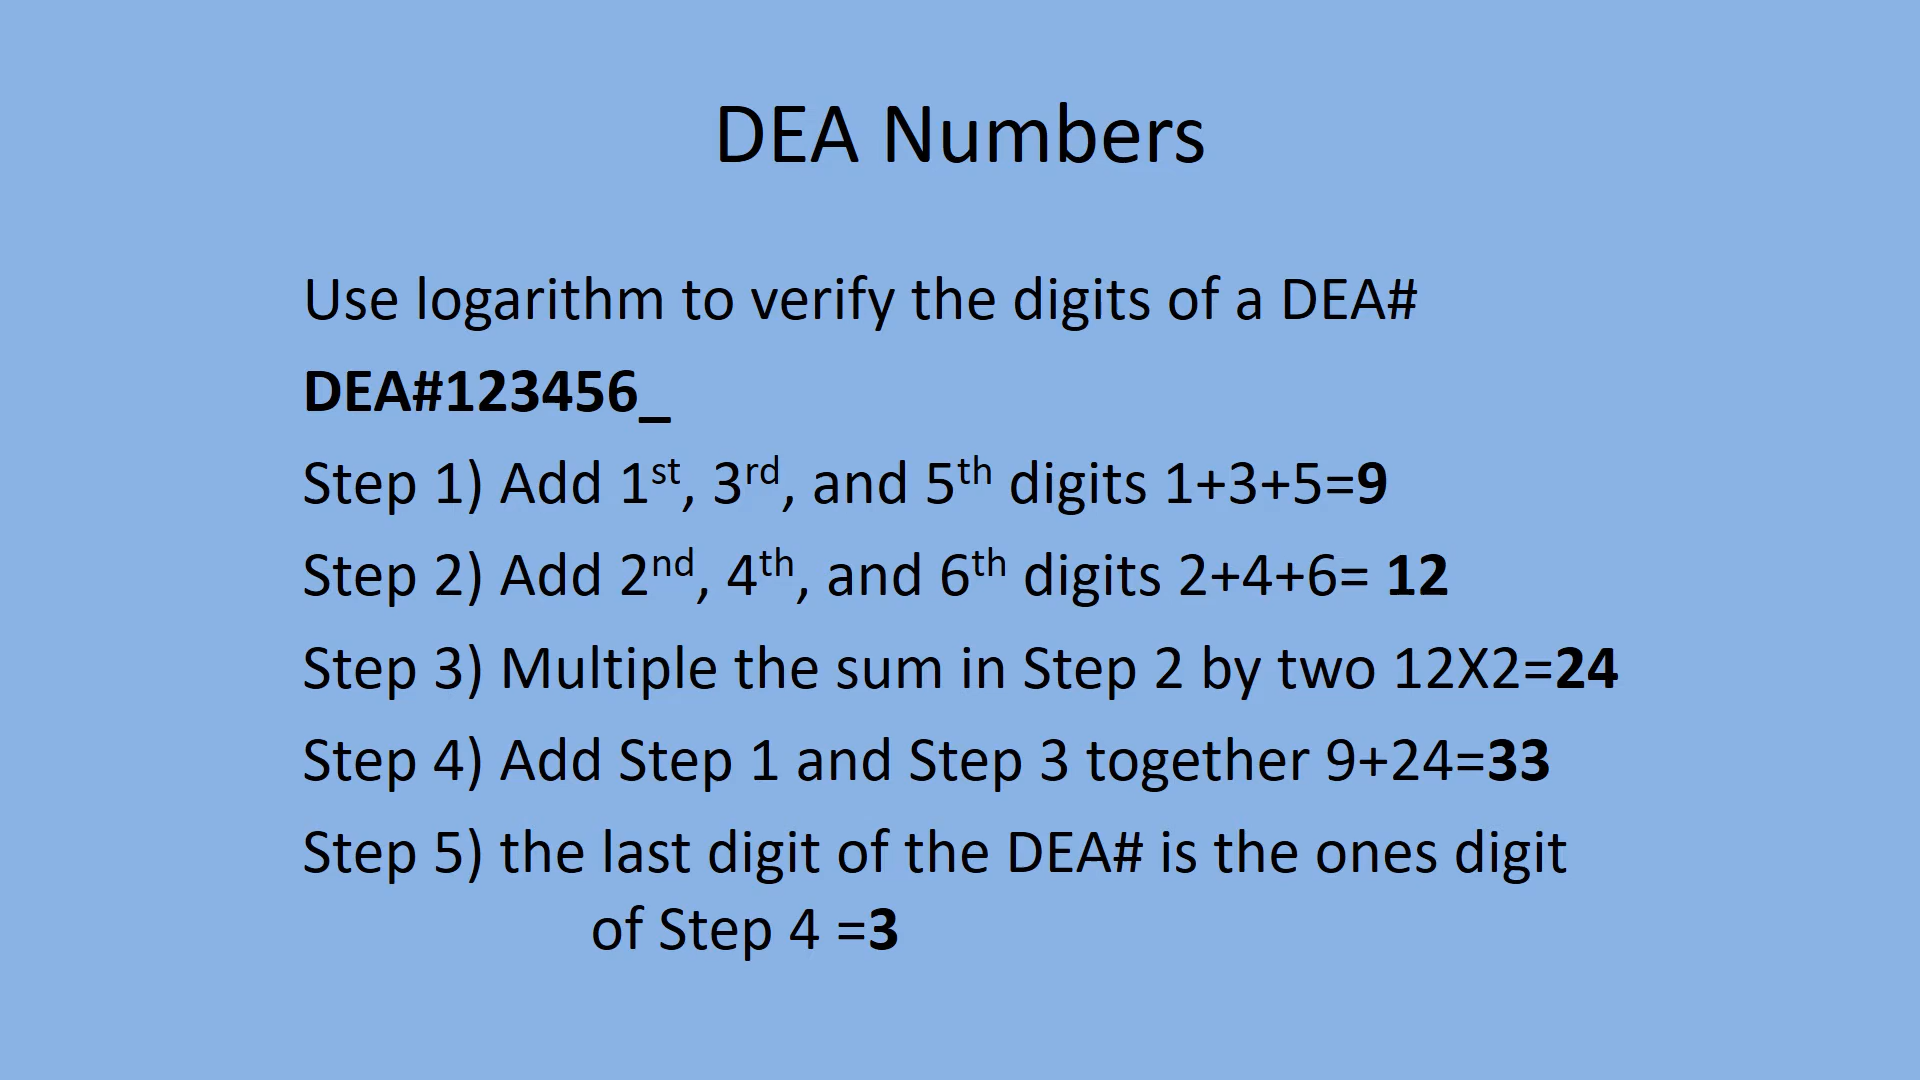 DEA Numbers
Use logarithm to verify the digits of a DEA#
DEA#123456_
Step 1) Add 1st, 3rd, and 5th digits 1+3+5=9
Step 2) Add 2nd, 4th, and 6th digits 2+4+6= 12
Step 3) Multiple the sum in Step 2 by two 12X2=24
Step 4) Add Step 1 and Step 3 together 9+24=33
Step 5) the last digit of the DEA# is the ones digit
of Step 4 =3